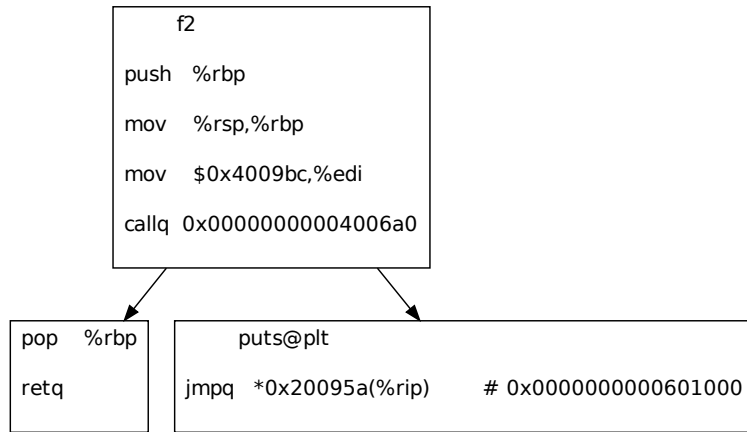 f2
push %rbp
mov %rsp,%rbp
mov $0x4009bc,%edi
callq 0x00000000004006a0
pop %rbp
retq
puts@plt
jmpq *0x20095a(%rip) # 0x0000000000601000